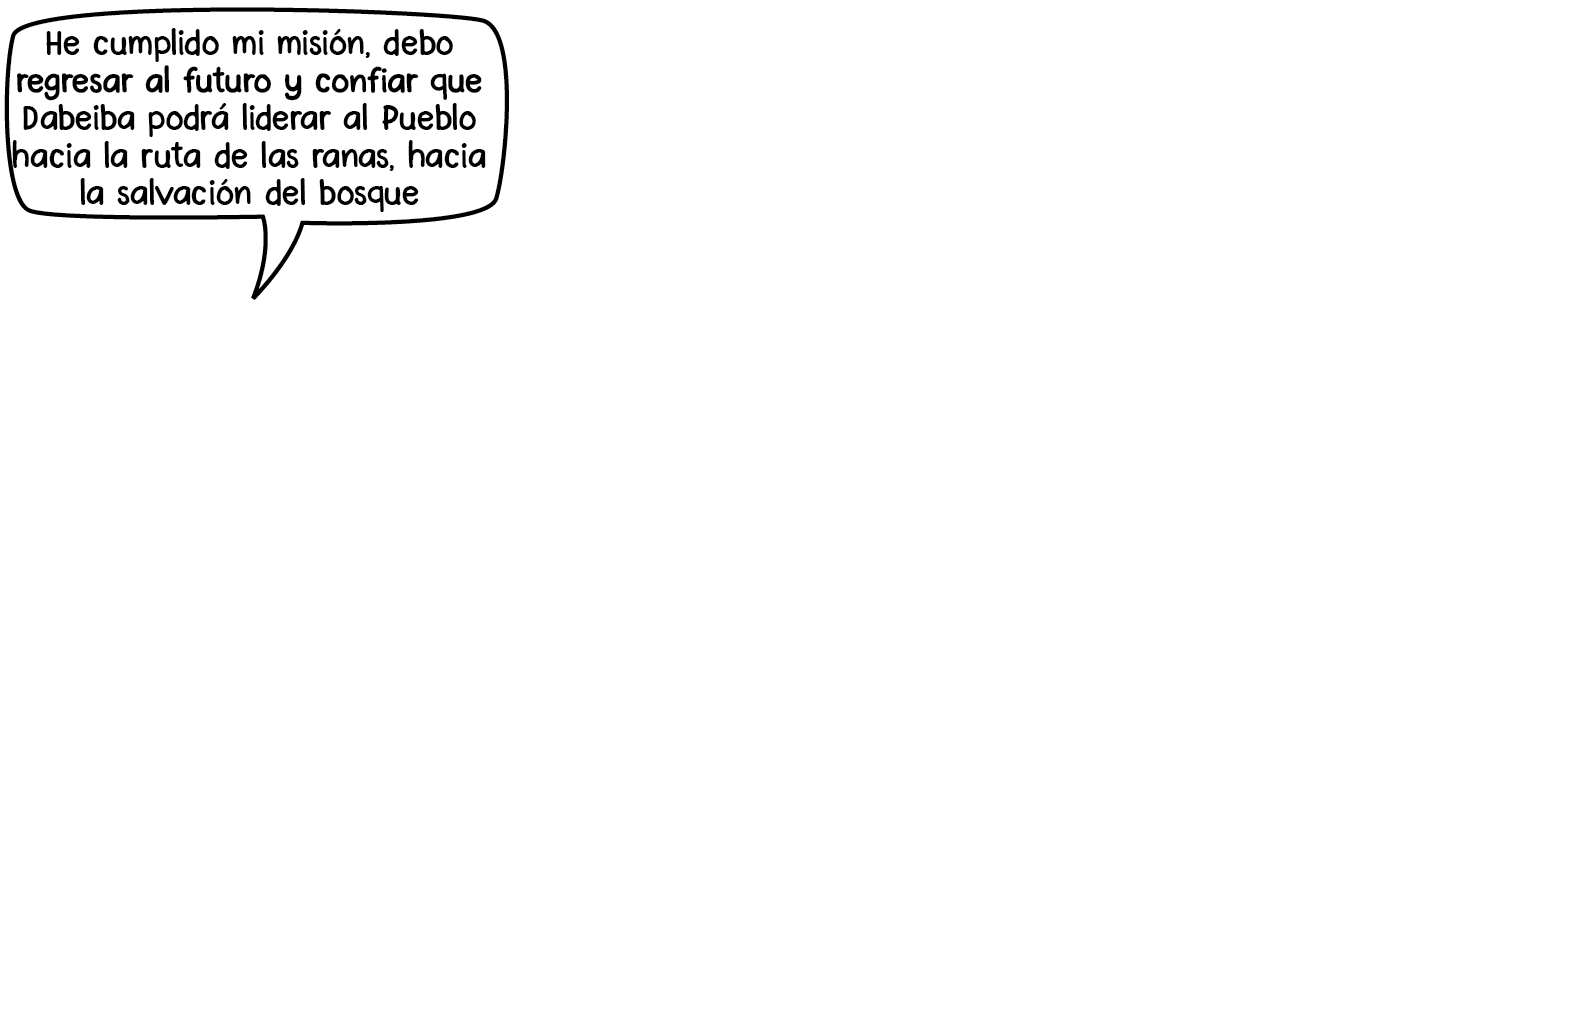 He cumplido mi misión, debo
regresar al futuro y confiar que
Dabeiba podrá liderar al Pueblo
hacia la ruta de las ranas, hacia
la salvación del bosque